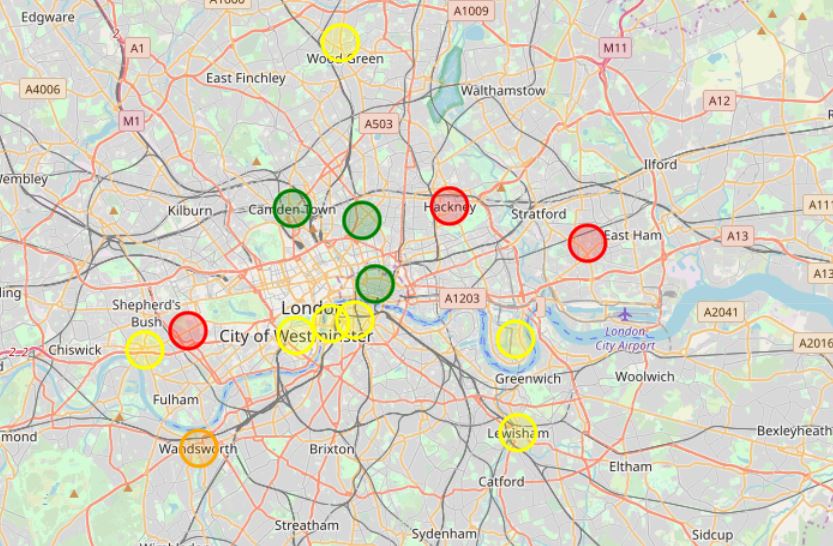 Edgware
A1000
A1009
A1
M11
Wood Green
East Finchley
A4006
Walthamstow
A12
M1
A503
Ilford
Wembley
Kilburn
Camden Town
Hackney
Stratford
East Ham
A13
London
A1203
Shepherd's
Bush
City of Westminster
London
City Airport
A2041
A2016
Chiswick
Greenwich
Woolwich
Fulham
Wandsworth
Brixton
Lewisham
Bexleyheath
Eltham
Catford
Streatham
Sydenham
Sidcup